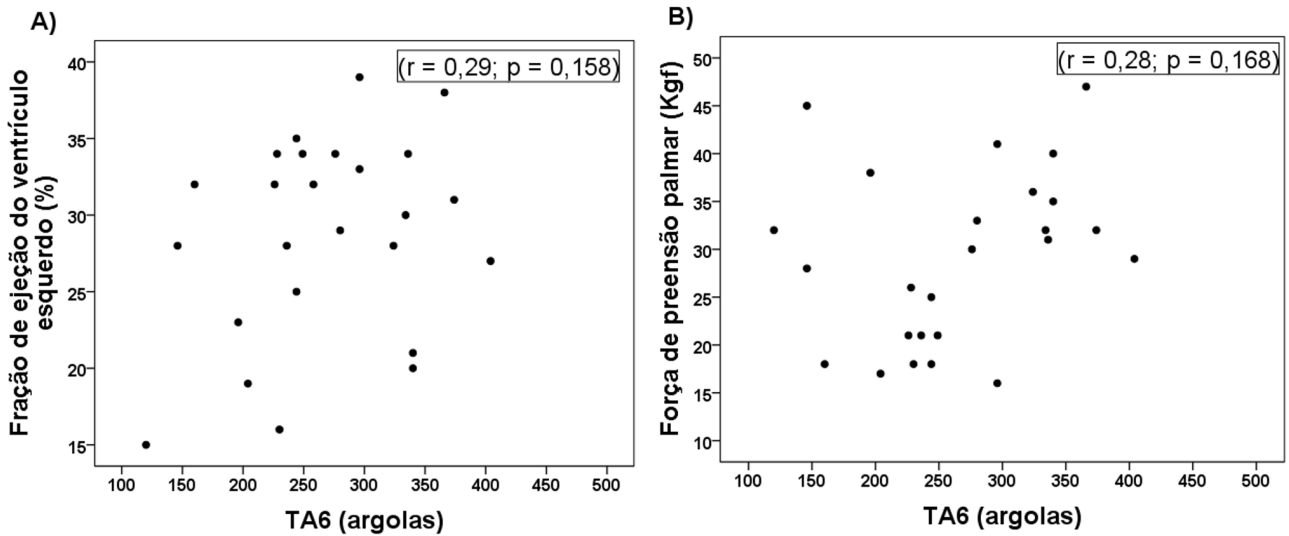 A)
(r = 0,29; p = 0,158)
Fração de ejeção do ventrículo
esquerdo (%)
40
35
30
25
20
15
100 150 200 250 300 350 400 450 500
TA6 (argolas)
B)
(r = 0,28; p = 0,168)
Força de preensão palmar (Kgf)
50
45
40
35
30
25
20
15
10
100 150 200 250 300 350 400 450 500
TA6 (argolas)